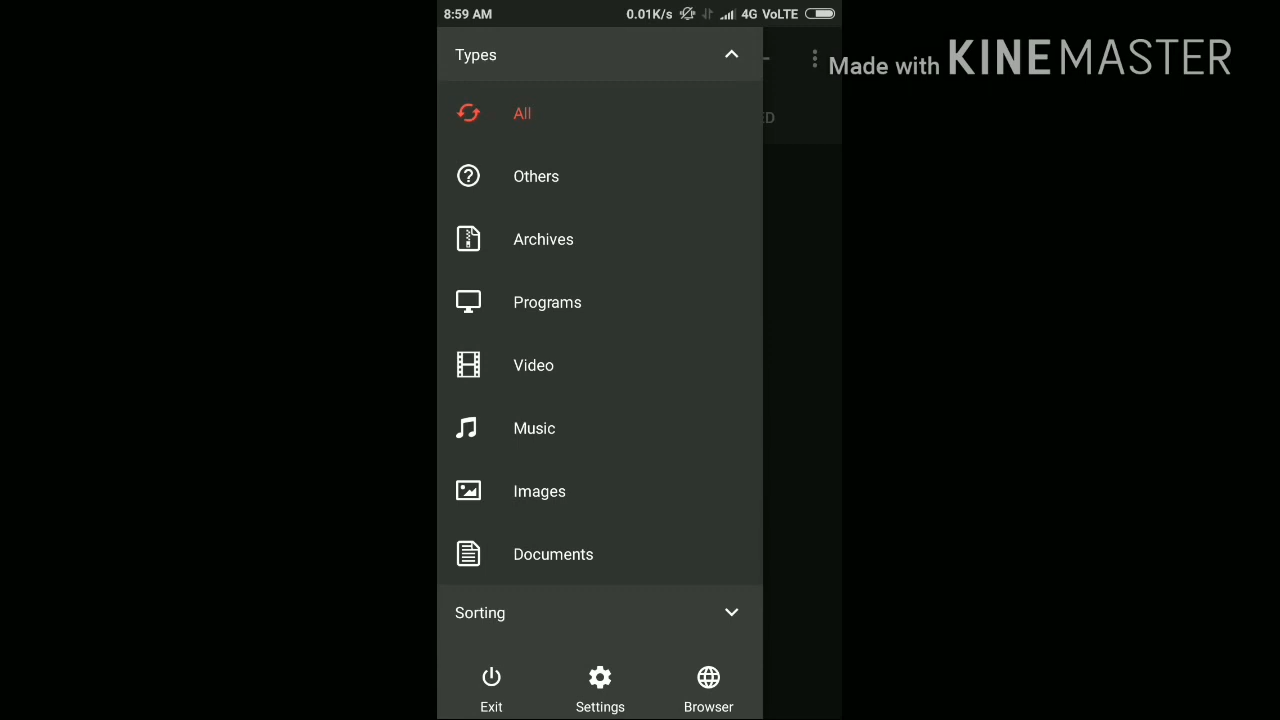 8:59 AM 0.01K/s 4G VoLTE
Types
Made with KINEMASTER
All
ED
Others
Archives
Programs
Video
Music
Images
Documents
Sorting
Exit Settings Browser